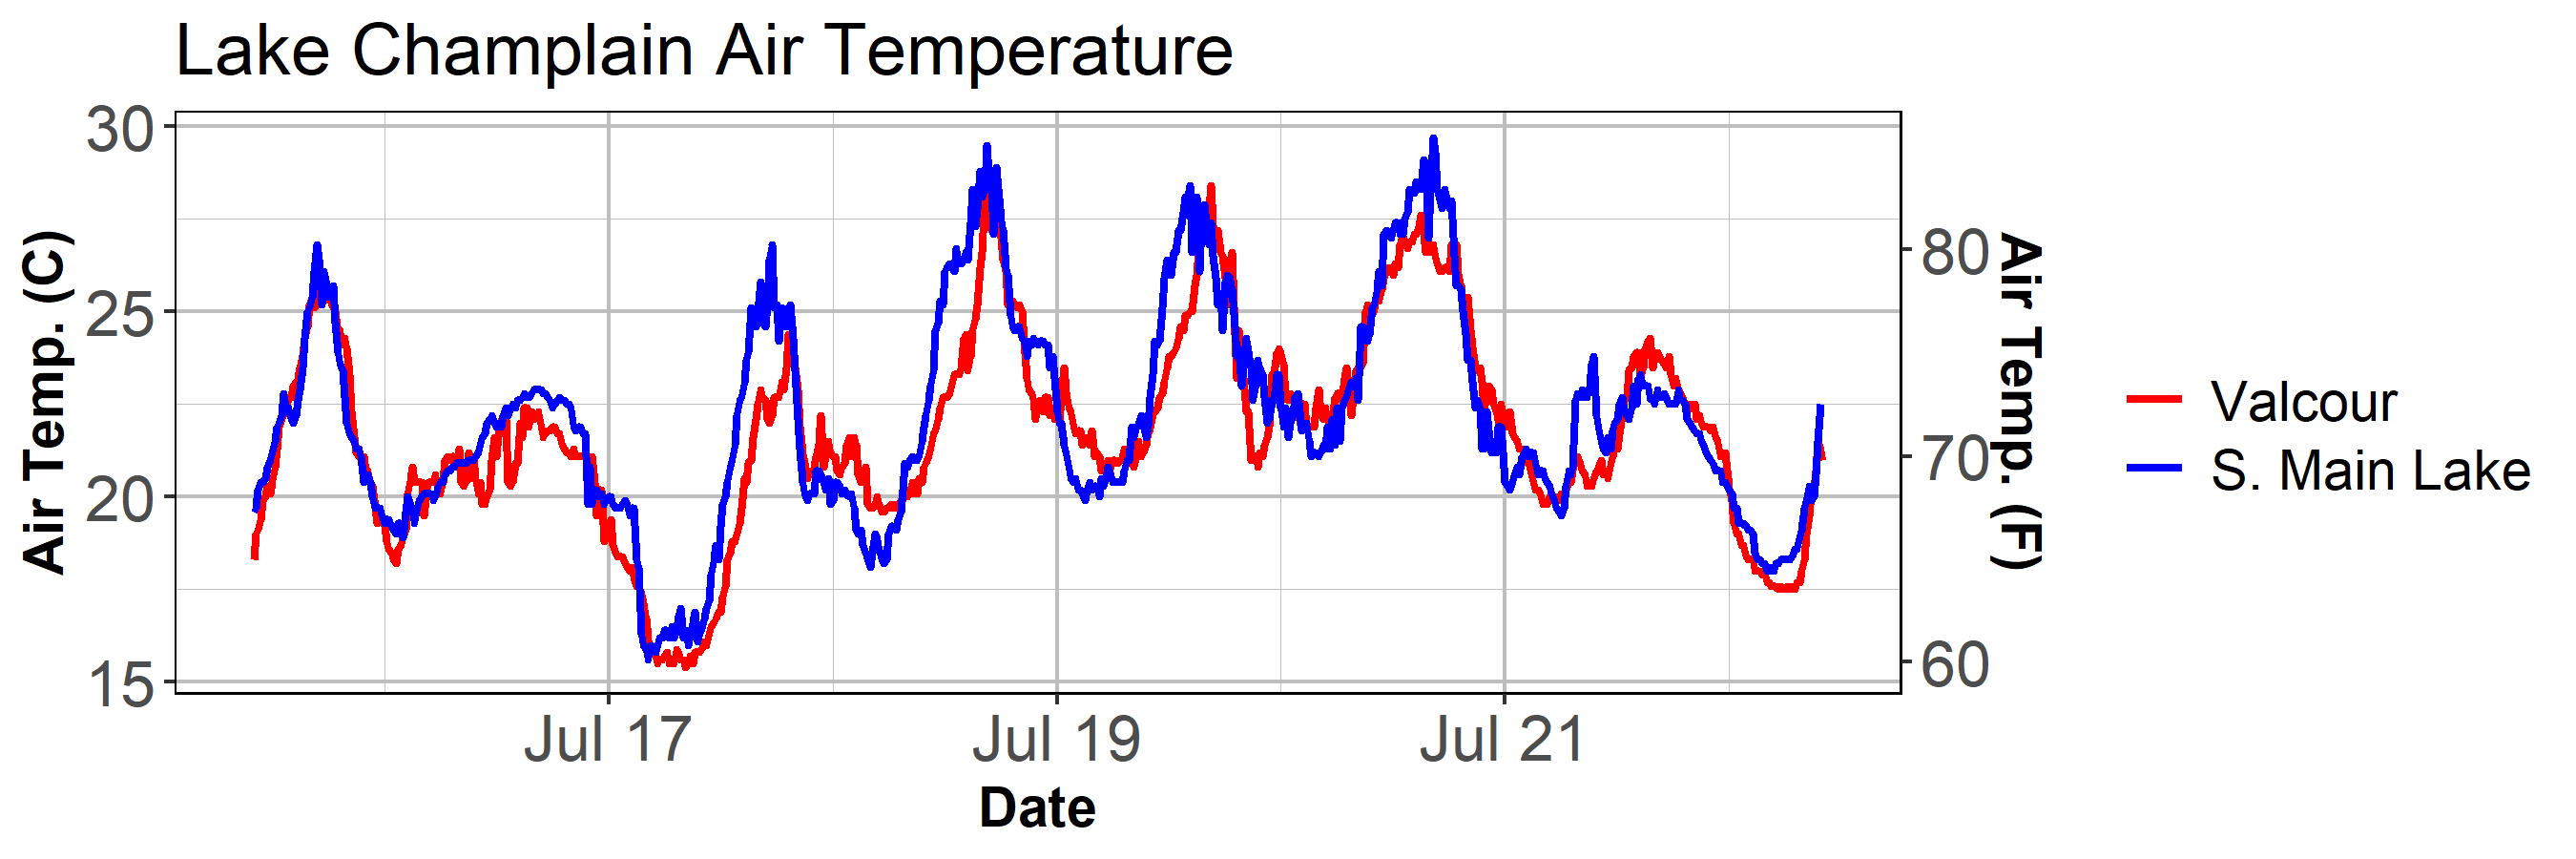 Lake Champlain Air Temperature
30
25
20
15
Air Temp. (C)
80
70
60
Air Temp. (F)
Jul 17
Jul 19
Jul 21
Date
Valcour
S. Main Lake